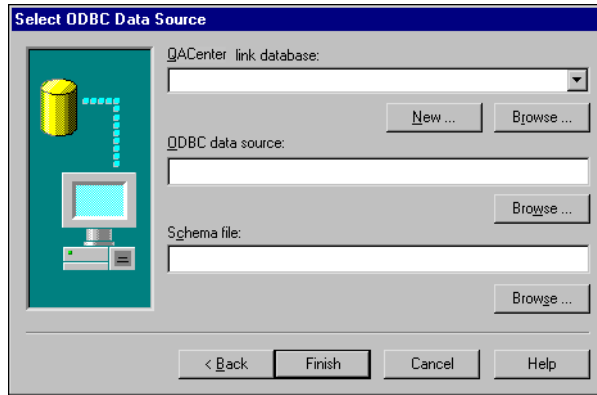 Select ODBC Data Source
QACenter link database:
New ... Browse ...
ODBC data source:
Browse ...
Schema file:
Browse ...
< Back Finish Cancel Help